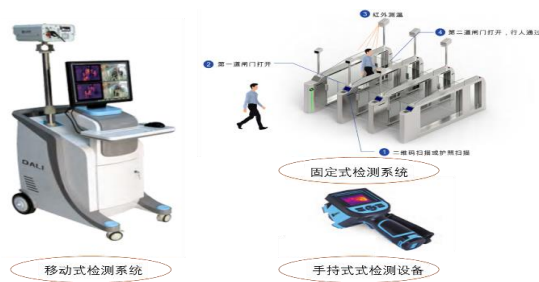 ③ 红外测温
④ 第二道闸门打开，行人通过
② 第一道闸门打开
DALI
① 二维码扫描或护照扫描
固定式检测系统
移动式检测系统
手持式式检测设备